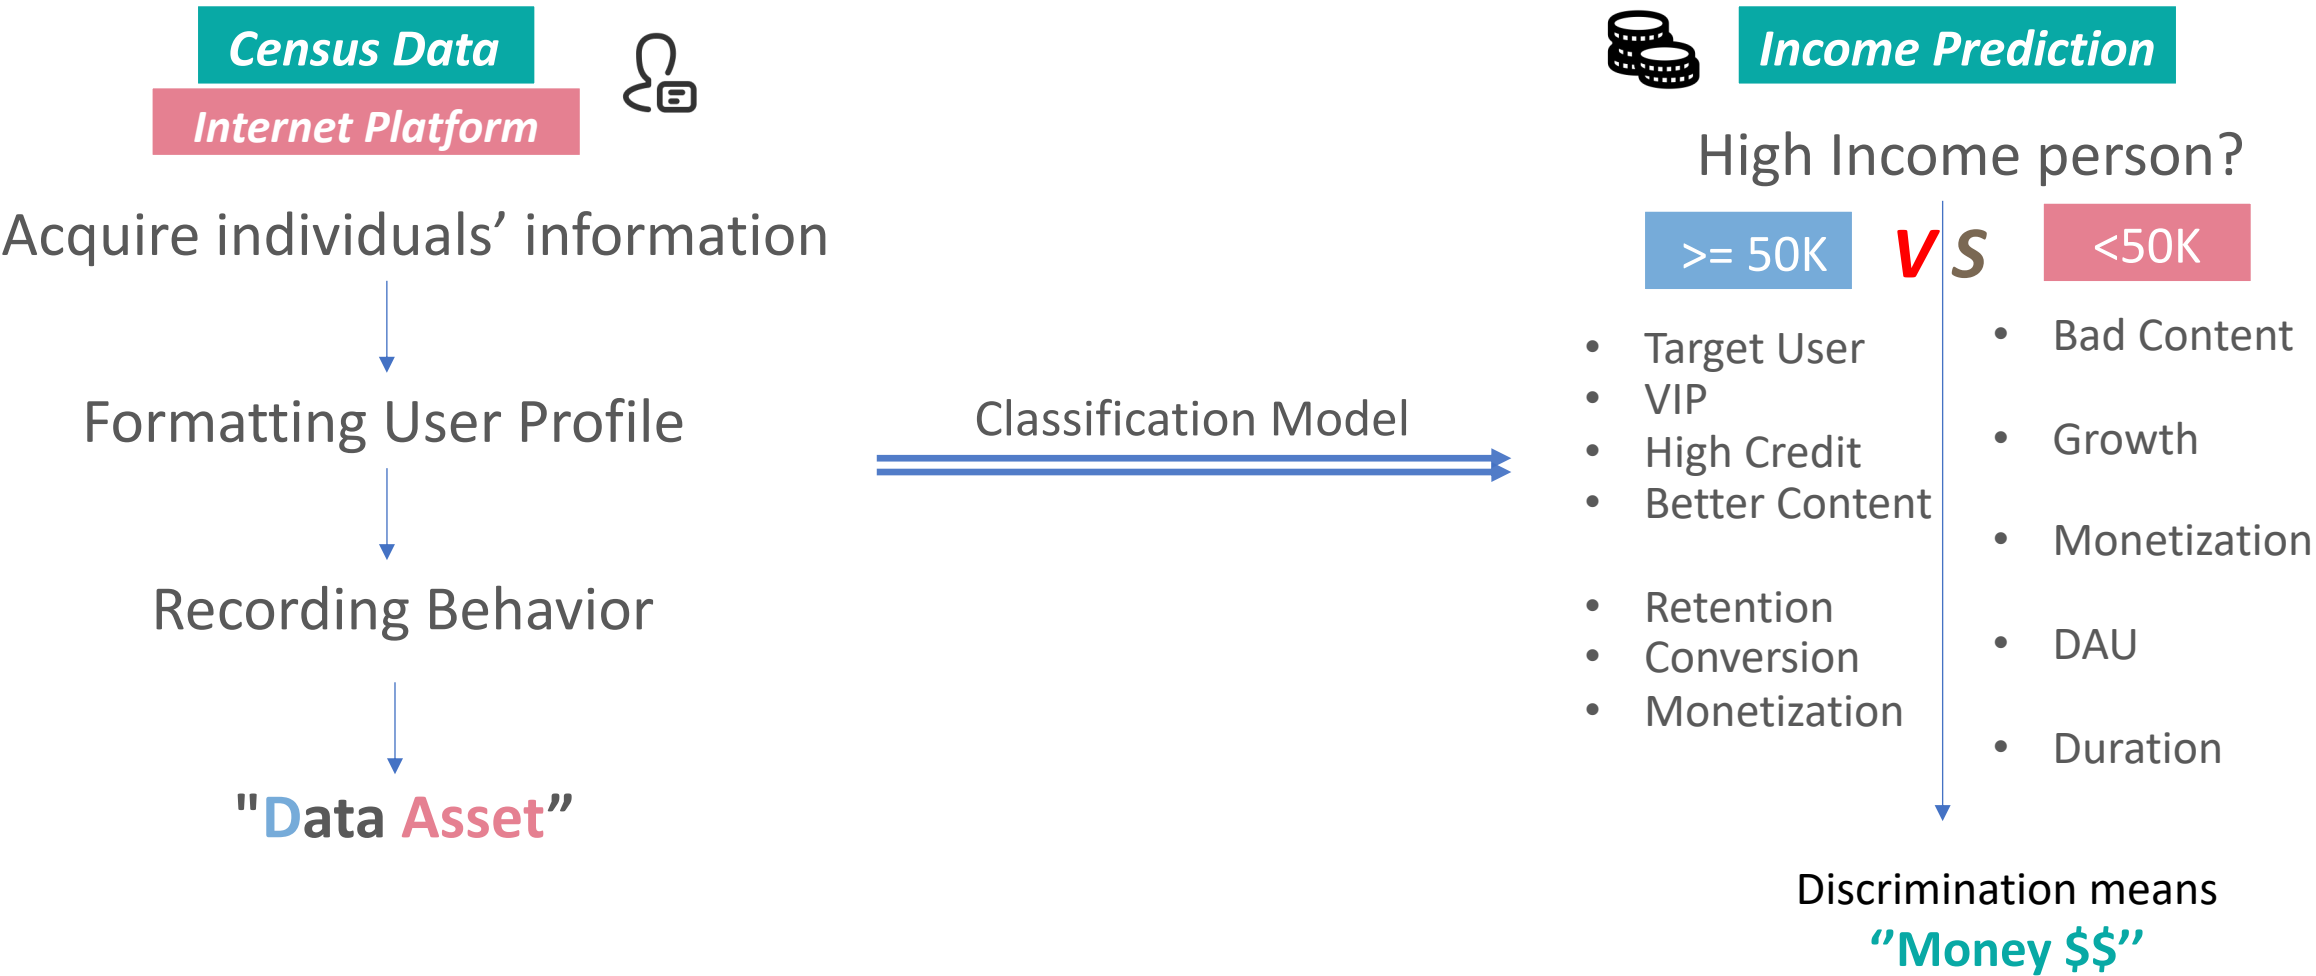 Census Data
Internet Platform
Acquire individuals’ information
Formatting User Profile
Recording Behavior
"Data Asset”
Classification Model
Income Prediction
High Income person?
>= 50K
VS
<50K
• Target User
• VIP
• High Credit
• Better Content
• Retention
• Conversion
• Monetization
• Bad Content
• Growth
• Monetization
• DAU
• Duration
Discrimination means
‘’Money $$’’